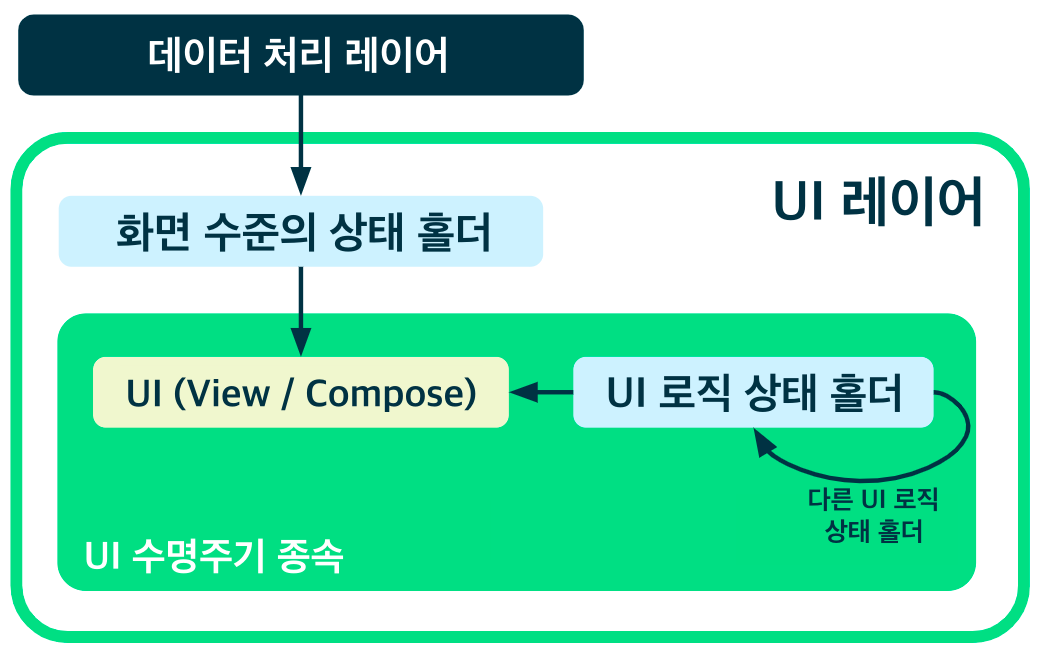 데이터 처리 레이어
UI 레이어
화면 수준의 상태 홀더
UI (View / Compose)
UI 로직 상태 홀더
다른 UI 로직
상태 홀더
UI 수명주기 종속